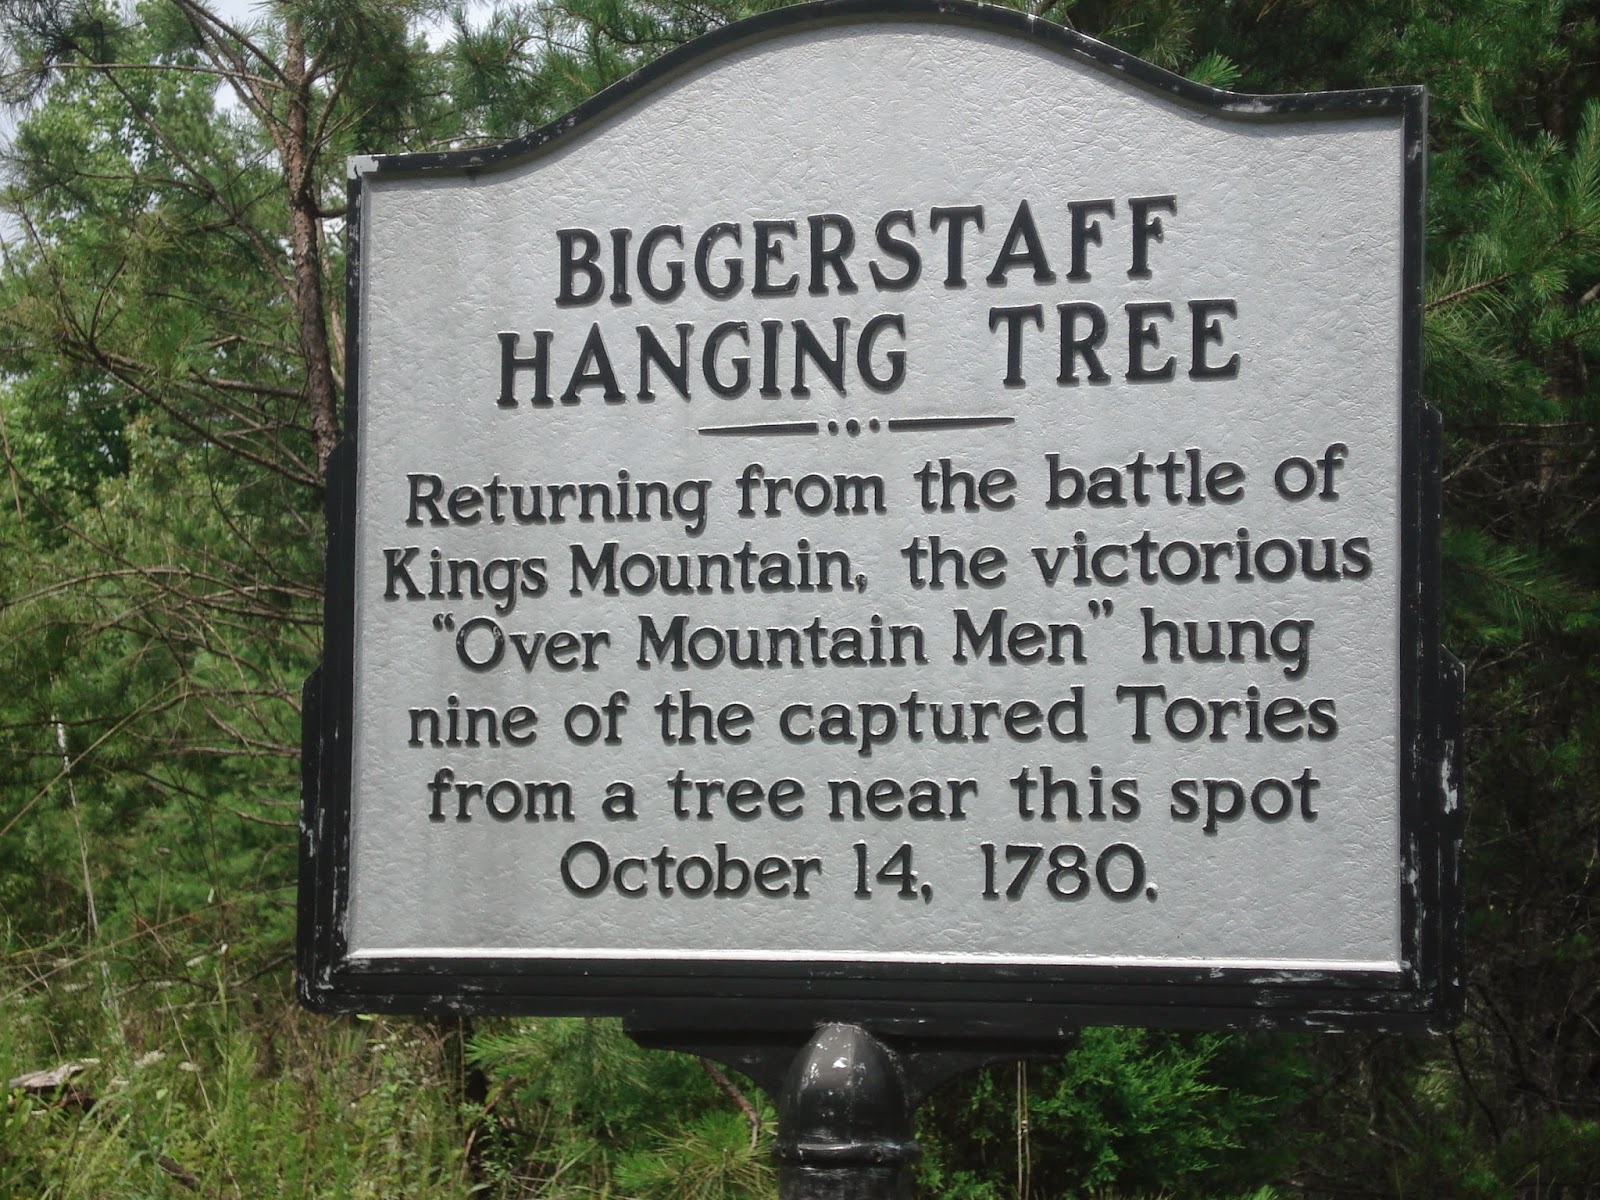 BIGGERSTAFF
HANGING TREE
Returning from the battle of
Kings Mountain, the victorious
“Over Mountain Men” hung
nine of the captured Tories
from a tree near this spot
October 14, 1780.